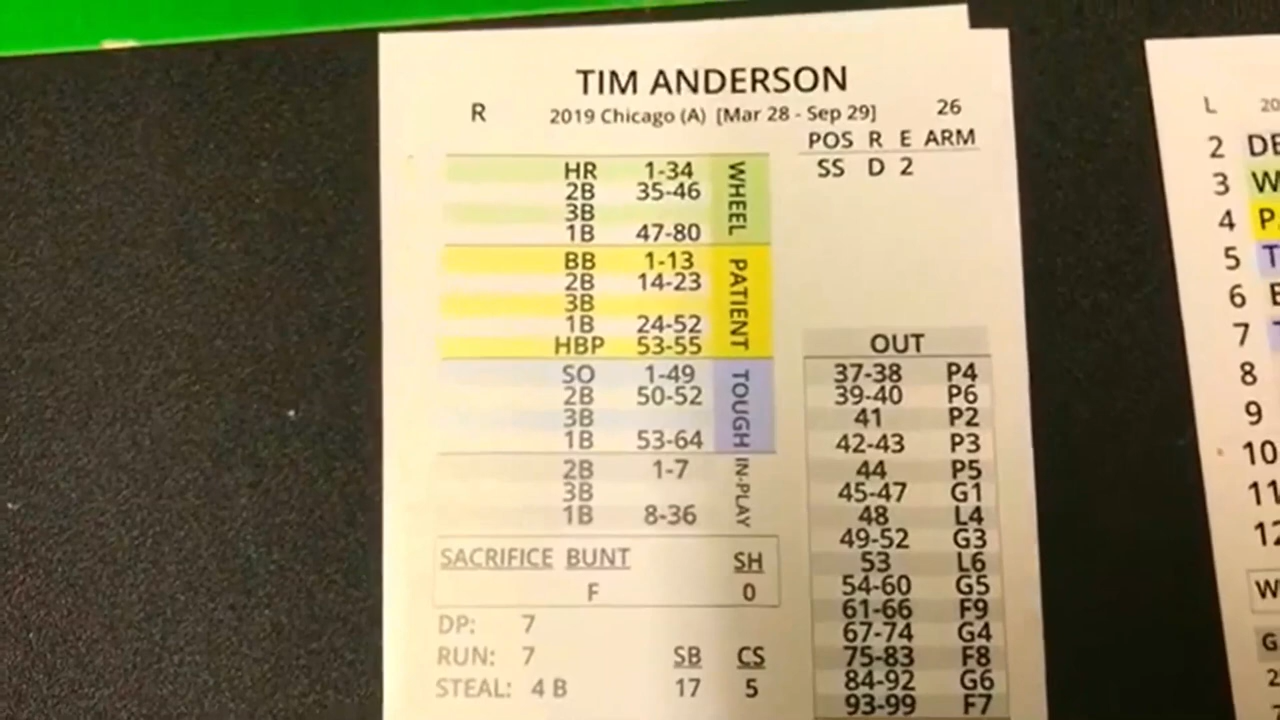 TIM ANDERSON
R 2019 Chicago (A) [Mar 28 - Sep 29] 26
POS R E ARM
SS D 2
WHEEL
HR 1-34
2B 35-46
3B
1B 47-80
PATIENT
BB 1-13
2B 14-23
3B
1B 24-52
HBP 53-55
TOUGH
SO 1-49
2B 50-52
3B
1B 53-64
IN-PLAY
2B 1-7
3B
1B 8-36
SACRIFICE BUNT SH
F 0
DP: 7
RUN: 7 SB CS
STEAL: 4 B 17 5
OUT
37-38 P4
39-40 P6
41 P2
42-43 P3
44 P5
45-47 G1
48 L4
49-52 G3
53 L6
54-60 G5
61-66 F9
67-74 G4
75-83 F8
84-92 G6
93-99 F7
L 20
2 DE
3 W
4 P
5 T
6
7
8
9
10
11
12
W
G
2